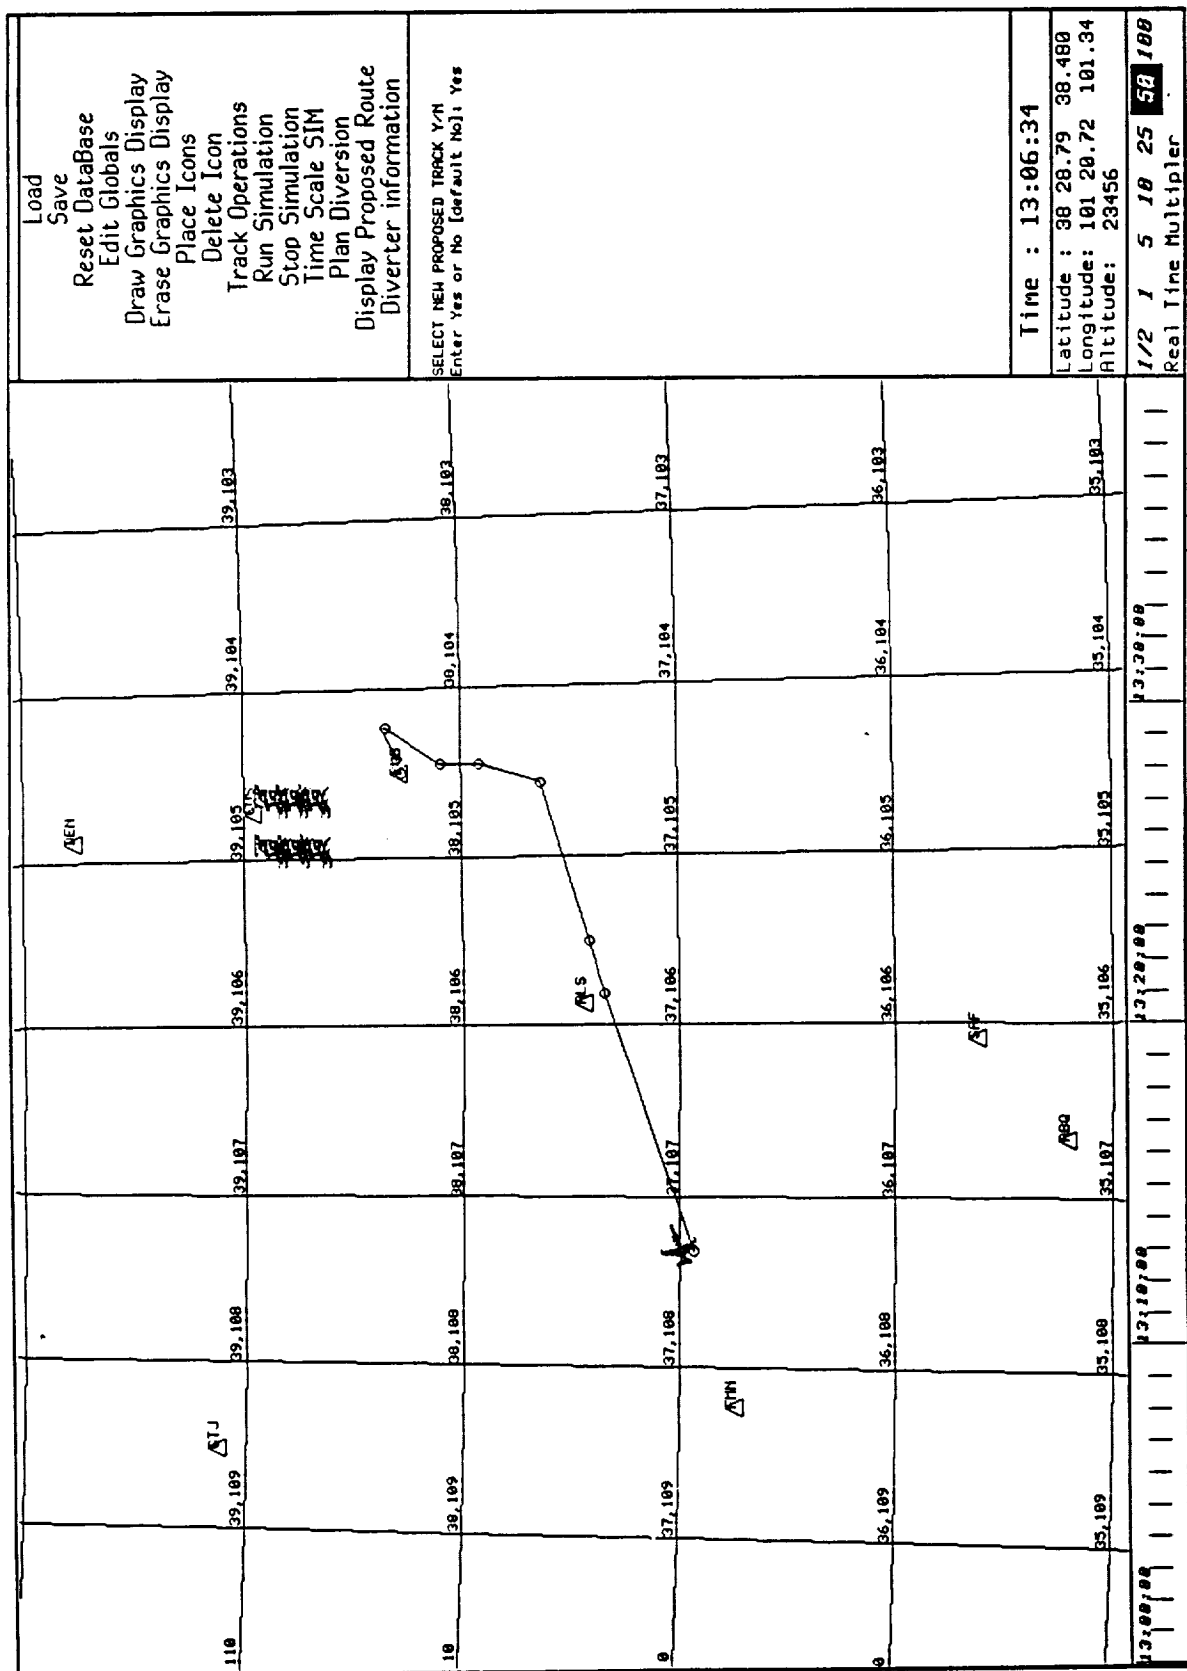 Load
Save
Reset DataBase
Edit Globals
Draw Graphics Display
Erase Graphics Display
Place Icons
Delete Icon
Track Operations
Run Simulation
Stop Simulation
Time Scale SIM
Plan Diversion
Display Proposed Route
Diverter information
SELECT NEW PROPOSED TRACK Y/N
Enter Yes or No [default No]: Yes
Time : 13:06:34
Latitude : 38 28.79 38.480
Longitude: 101 20.72 101.34
Altitude: 23456
1/2 1 5 10 25 50 100
Real Time Multipler
110
39,109
39,108
39,107
39,106
39,105
39,104
39,103
10
38,109
38,108
38,107
38,106
38,105
38,104
38,103
0
37,109
37,108
37,107
37,106
37,105
37,104
37,103
0
36,109
36,108
36,107
36,106
36,105
36,104
36,103
35,109
35,108
35,107
35,106
35,105
35,104
35,103
13:00:00
13:10:00
13:20:00
13:30:00